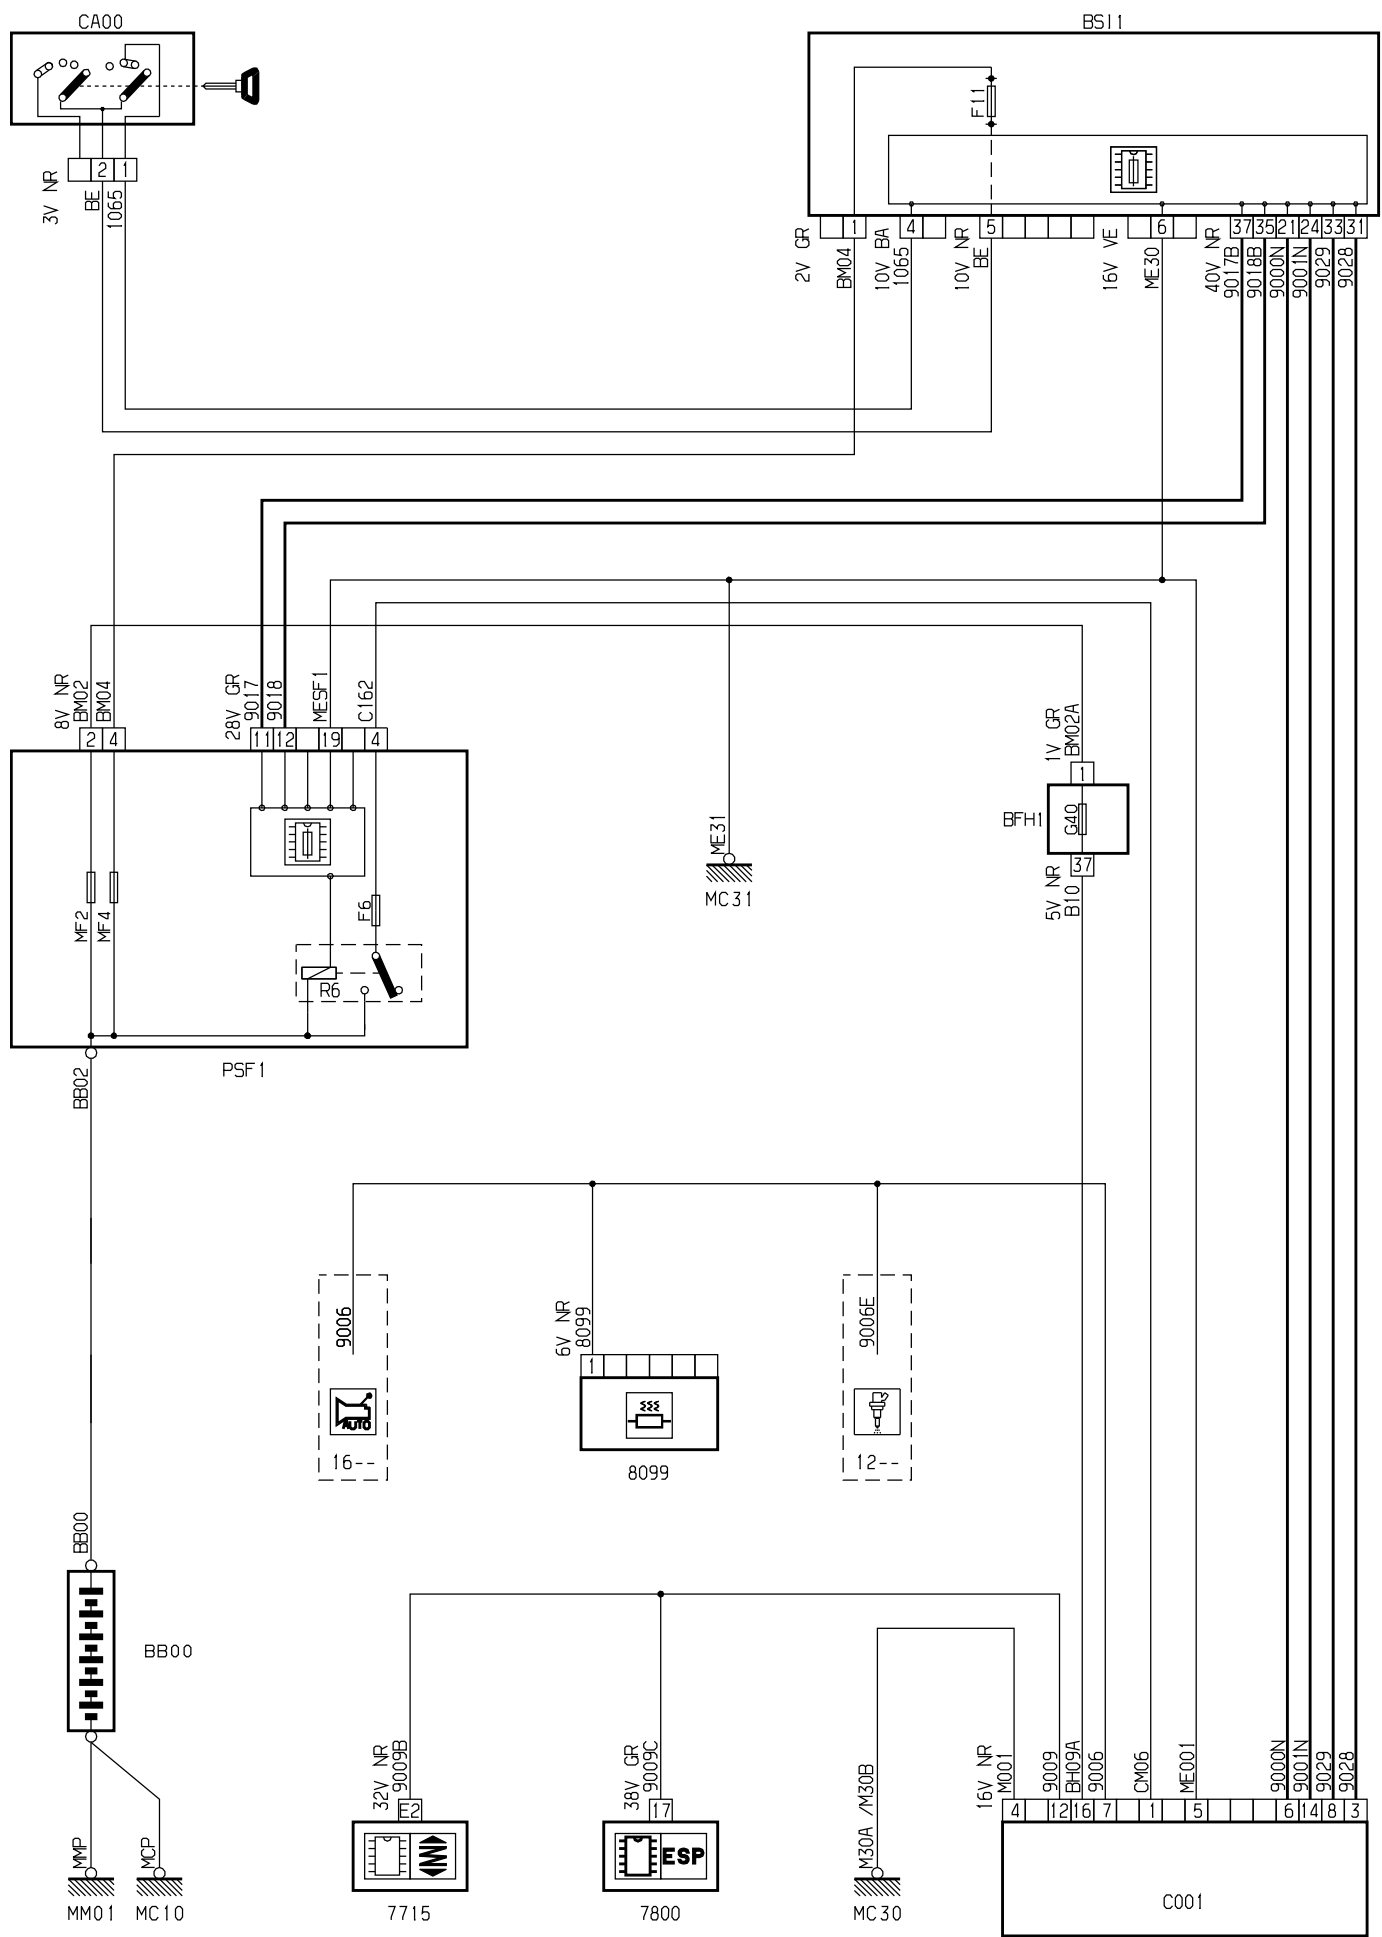 CA00
BSI1
F11
2 1
3V NR
BE
1065
1 4 5 6 37 35 21 24 33 31
2V GR
BM04
10V BA
1065
10V NR
BE
16V VE
ME30
40V NR
9017B
9018B
9000N
9001N
9029
9028
8V NR
BM02
BM04
28V GR
9017
9018
MESF1
C162
2 4 11 12 19 4
1V GR
BM02A
1
BFH1
G40
37
5V NR
B10
ME31
MC31
MF2
MF4
F6
R6
PSF1
BB02
9006
6V NR
8099
9006E
1
AUTO
16--
8099
12--
BB00
BB00
32V NR
9009B
38V GR
9009C
M30A /M30B
16V NR
M001
9009
BH09A
9006
CM06
ME001
9000N
9001N
9029
9028
E2
17
4 12 16 7 1 5 6 14 8 3
MMP
MCP
ESP
C001
MM01
MC10
7715
7800
MC30